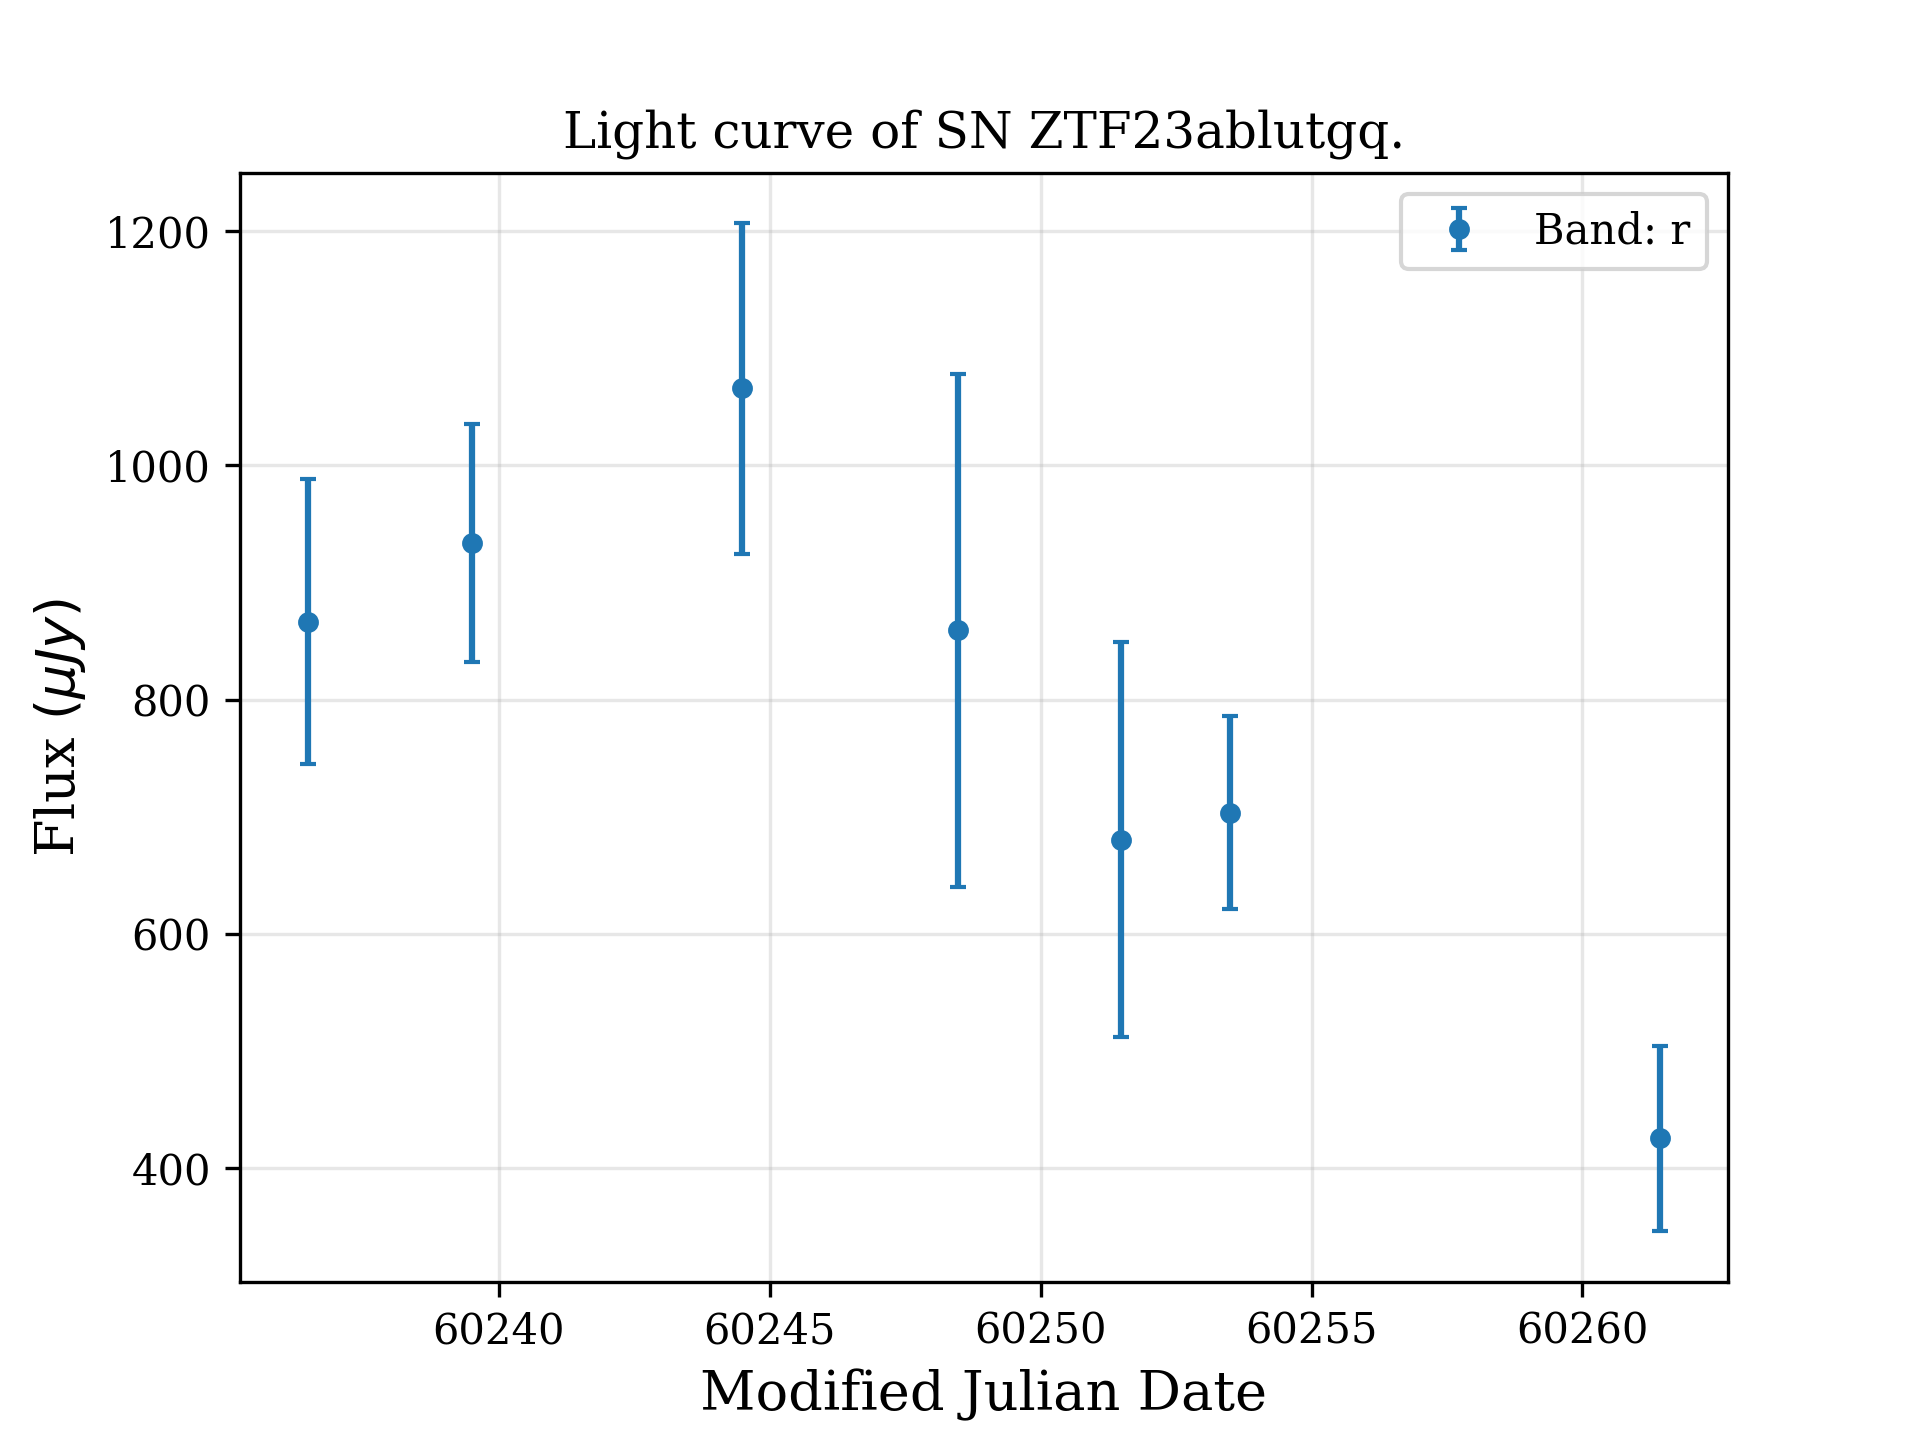 Light curve of SN ZTF23ablutgq.
Band: r
Flux (μJy)
1200
1000
800
600
400
60240 60245 60250 60255 60260
Modified Julian Date